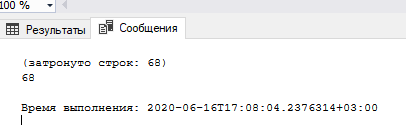 100 %
Результаты
Сообщения
(затронуто строк: 68)
68
Время выполнения: 2020-06-16T17:08:04.2376314+03:00